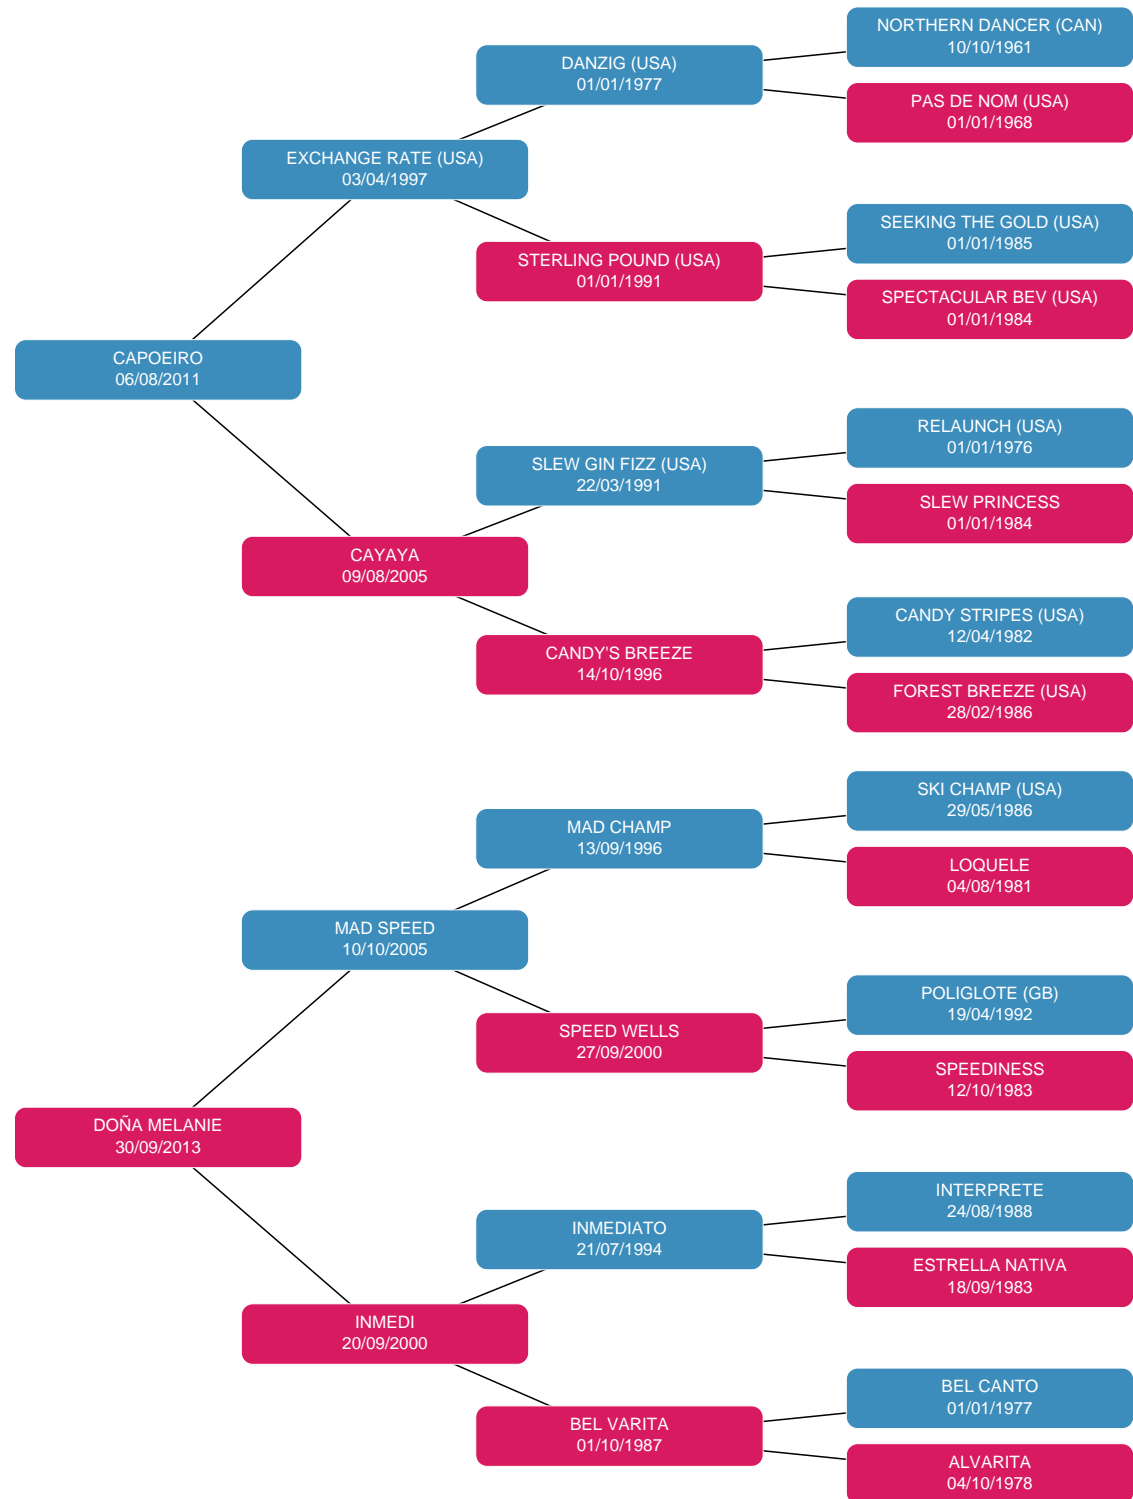 NORTHERN DANCER (CAN)
10/10/1961
DANZIG (USA)
01/01/1977
PAS DE NOM (USA)
01/01/1968
EXCHANGE RATE (USA)
03/04/1997
SEEKING THE GOLD (USA)
01/01/1985
STERLING POUND (USA)
01/01/1991
SPECTACULAR BEV (USA)
01/01/1984
CAPOEIRO
06/08/2011
RELAUNCH (USA)
01/01/1976
SLEW GIN FIZZ (USA)
22/03/1991
SLEW PRINCESS
01/01/1984
CAYAYA
09/08/2005
CANDY STRIPES (USA)
12/04/1982
CANDY'S BREEZE
14/10/1996
FOREST BREEZE (USA)
28/02/1986
SKI CHAMP (USA)
29/05/1986
MAD CHAMP
13/09/1996
LOQUELE
04/08/1981
MAD SPEED
10/10/2005
POLIGLOTE (GB)
19/04/1992
SPEED WELLS
27/09/2000
SPEEDINESS
12/10/1983
DOÑA MELANIE
30/09/2013
INTERPRETE
24/08/1988
INMEDIATO
21/07/1994
ESTRELLA NATIVA
18/09/1983
INMEDI
20/09/2000
BEL CANTO
01/01/1977
BEL VARITA
01/10/1987
ALVARITA
04/10/1978